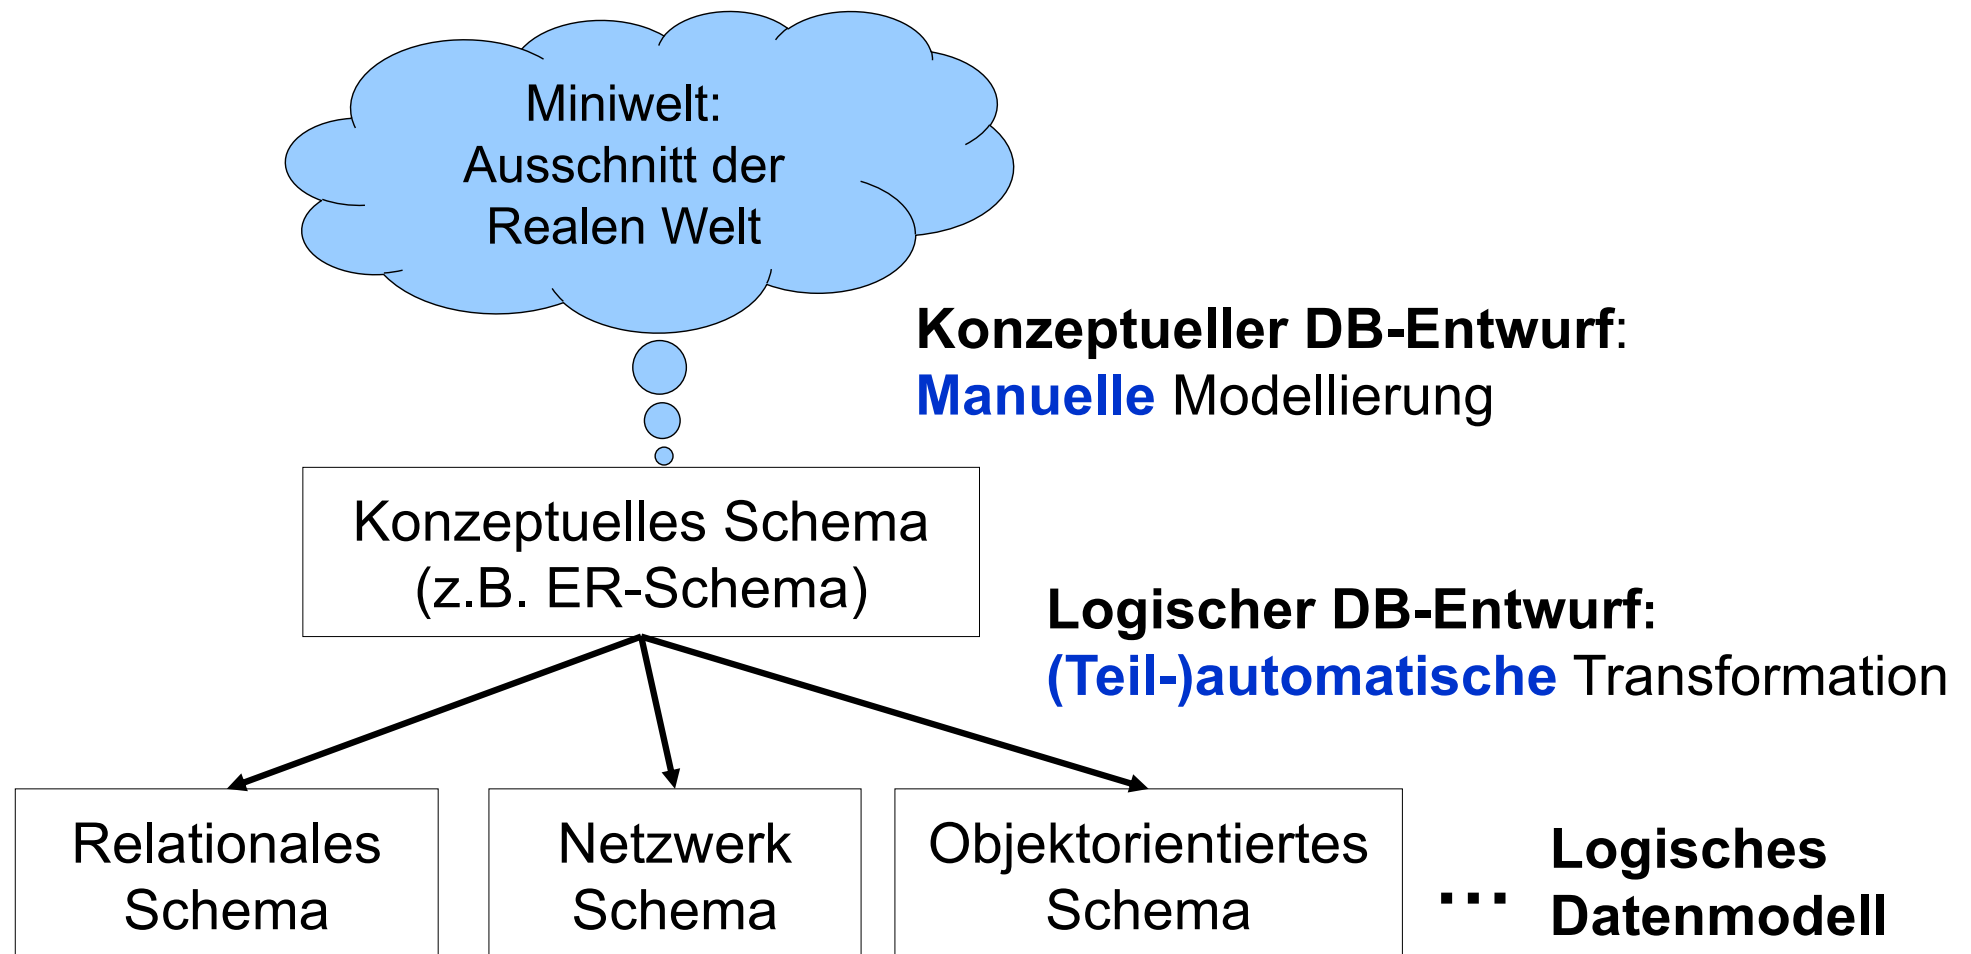 Miniwelt:
Ausschnitt der
Realen Welt
Konzeptueller DB-Entwurf:
Manuelle Modellierung
Konzeptuelles Schema
(z.B. ER-Schema)
Logischer DB-Entwurf:
(Teil-)automatische Transformation
Relationales
Schema
Netzwerk
Schema
Objektorientiertes
Schema
...
Logisches
Datenmodell